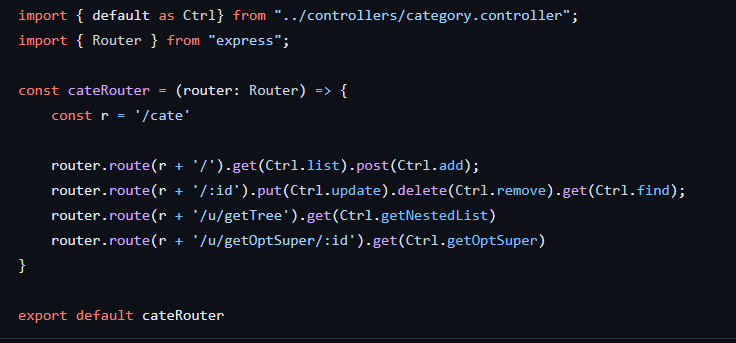 import { default as Ctrl} from "../controllers/category.controller";
import { Router } from "express";

const cateRouter = (router: Router) => {
    const r = '/cate'

    router.route(r + '/').get(Ctrl.list).post(Ctrl.add);
    router.route(r + '/:id').put(Ctrl.update).delete(Ctrl.remove).get(Ctrl.find);
    router.route(r + '/u/getTree').get(Ctrl.getNestedList)
    router.route(r + '/u/getOptSuper/:id').get(Ctrl.getOptSuper)
}

export default cateRouter